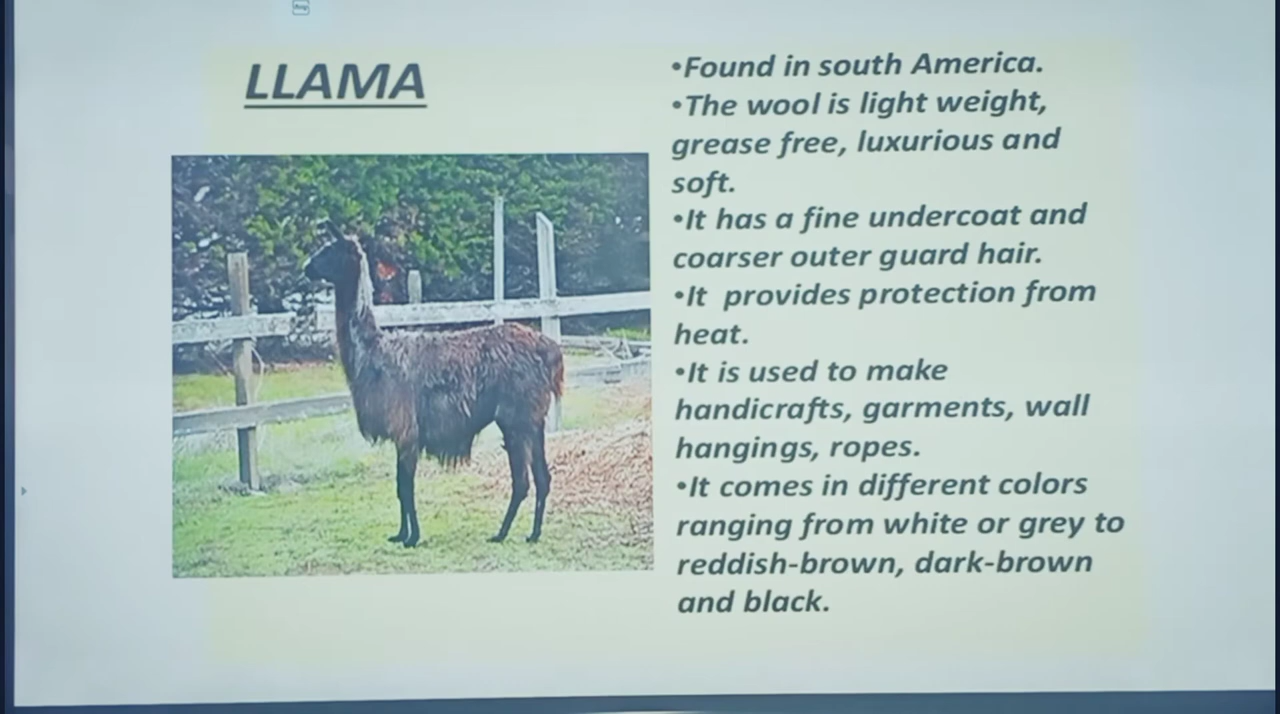 LLAMA
•Found in south America.
•The wool is light weight,
grease free, luxurious and
soft.
•It has a fine undercoat and
coarser outer guard hair.
•It  provides protection from
heat.
•It is used to make
handicrafts, garments, wall
hangings, ropes.
•It comes in different colors
ranging from white or grey to
reddish-brown, dark-brown
and black.